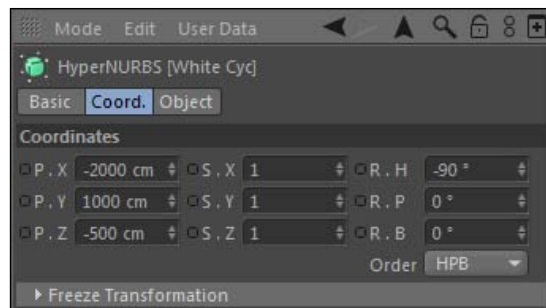 Mode Edit User Data
HyperNURBS [White Cyc]
Basic Coord. Object
Coordinates
P . X -2000 cm S . X 1 R . H -90 °
P . Y 1000 cm S . Y 1 R . P 0 °
P . Z -500 cm S . Z 1 R . B 0 °
Order HPB
Freeze Transformation